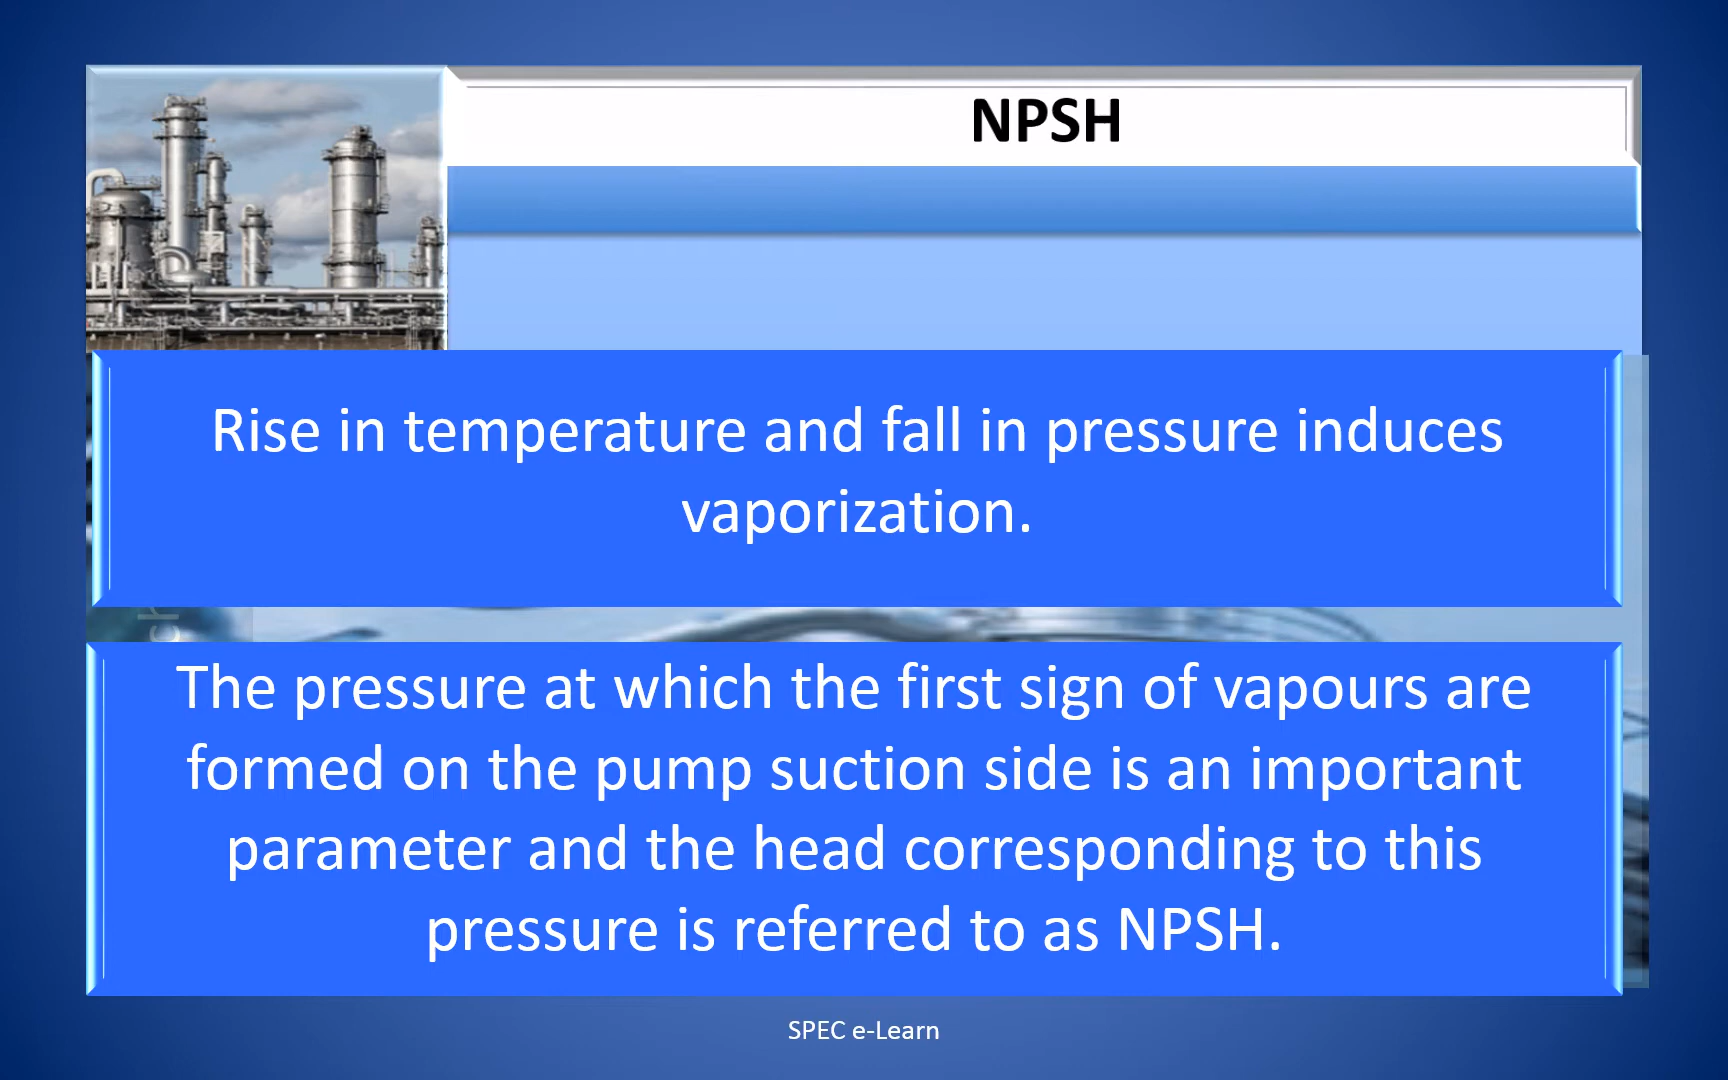 NPSH
Rise in temperature and fall in pressure induces
vaporization.
The pressure at which the first sign of vapours are
formed on the pump suction side is an important
parameter and the head corresponding to this
pressure is referred to as NPSH.
SPEC e-Learn